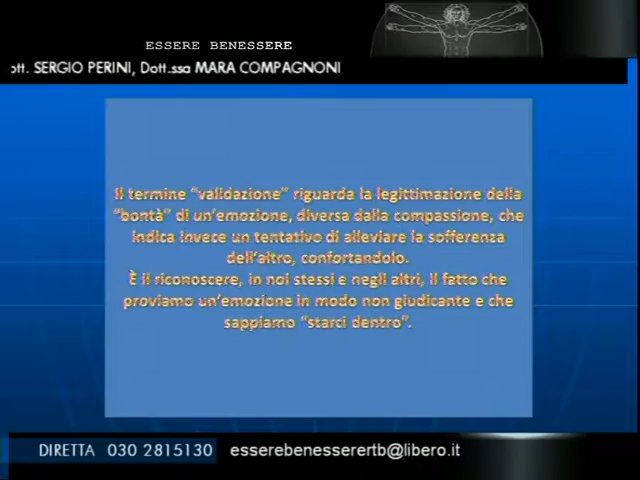 ESSERE BENESSERE
ott. SERGIO PERINI, Dott.ssa MARA COMPAGNONI
Il termine “validazione” riguarda la legittimazione della
“bontà” di un’emozione, diversa dalla compassione, che
indica invece un tentativo di alleviare la sofferenza
dell’altro, confortandolo.
È il riconoscere, in noi stessi e negli altri, il fatto che
proviamo un’emozione in modo non giudicante e che
sappiamo “starci dentro”.
DIRETTA 030 2815130 esserebenesserertb@libero.it